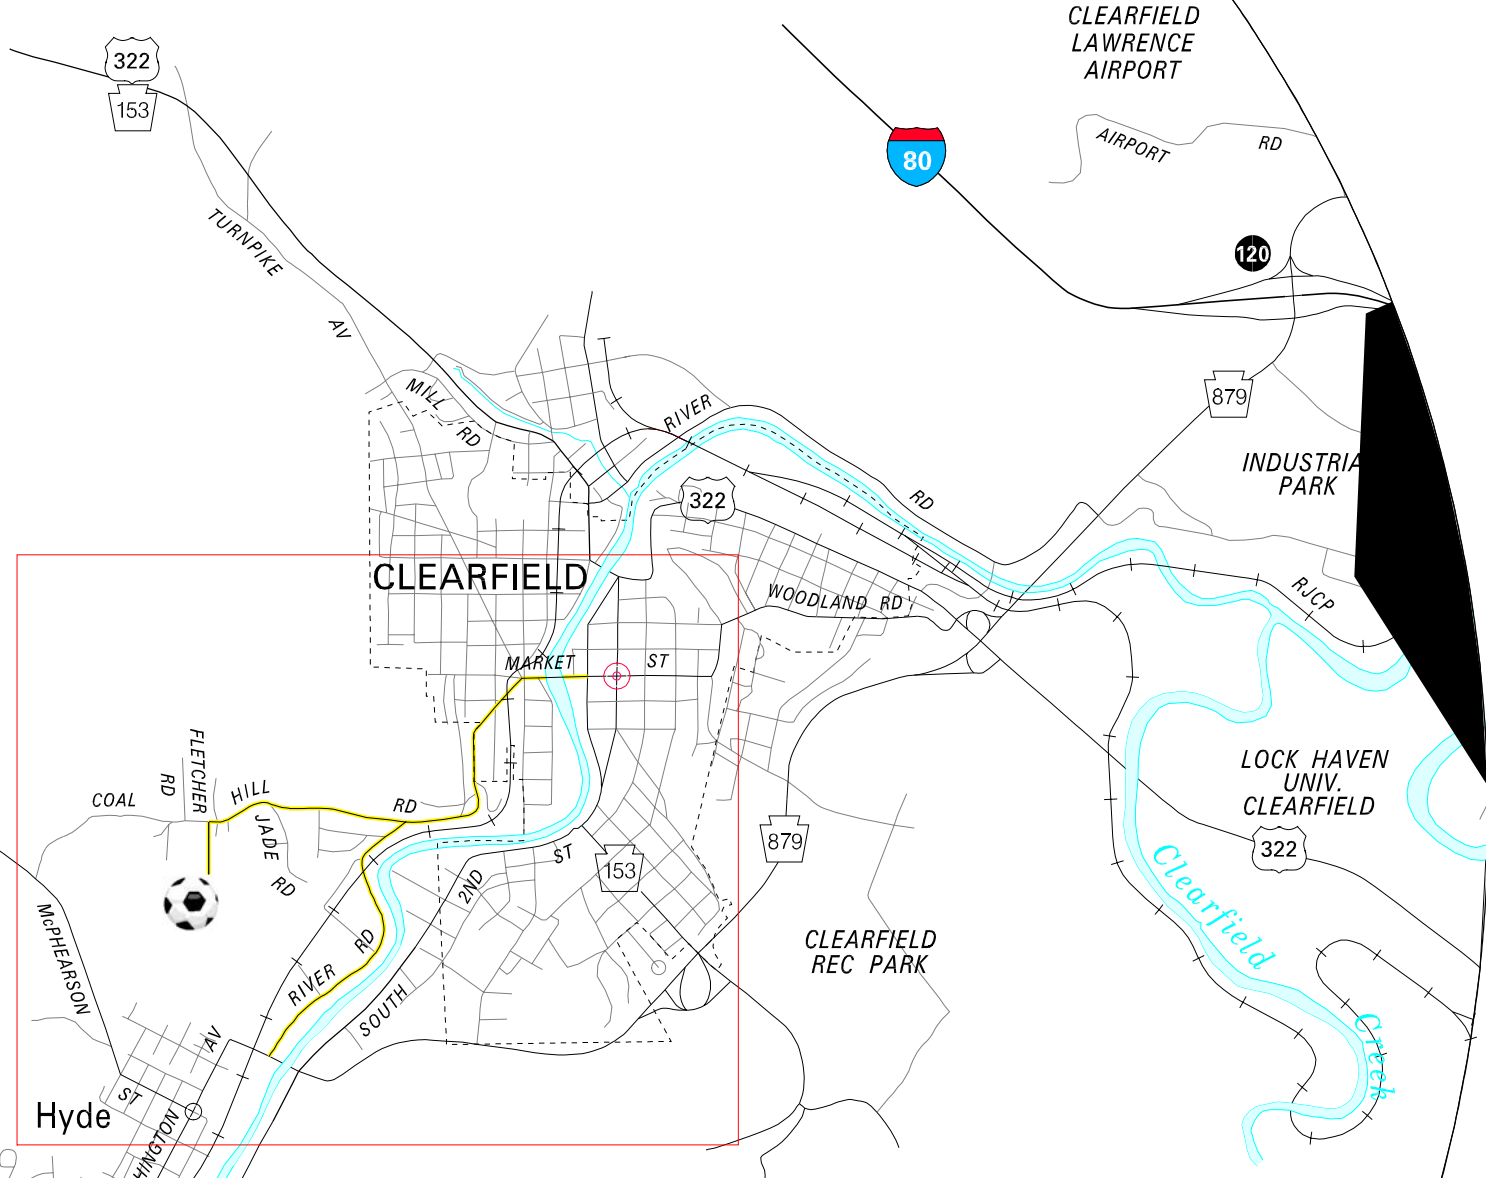 CLEARFIELD
LAWRENCE
AIRPORT
322
153
80
AIRPORT RD
TURNPIKE AV
120
MILL RD
RIVER RD
879
322
INDUSTRIA
PARK
CLEARFIELD
WOODLAND RD
RJCP
MARKET ST
FLETCHER RD
COAL HILL RD
JADE RD
LOCK HAVEN
UNIV.
CLEARFIELD
879
322
153
SOUTH 2ND ST
Clearfield Creek
McPHEARSON ST
CLEARFIELD
REC PARK
RIVER RD
HINGTON AV
Hyde